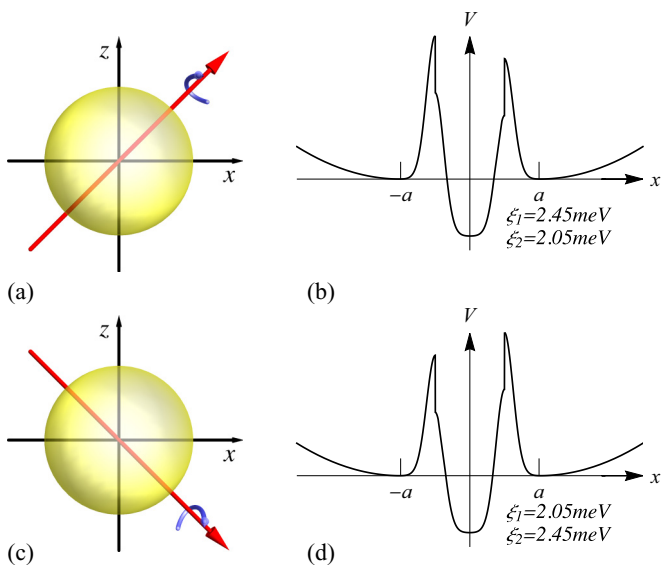 z
x
(a)
V
−a
a
x
ξ₁=2.45meV
ξ₂=2.05meV
(b)
z
x
(c)
V
−a
a
x
ξ₁=2.05meV
ξ₂=2.45meV
(d)